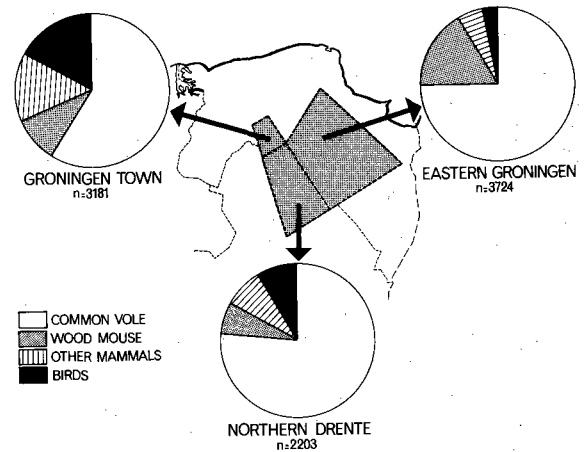 GRONINGEN TOWN
n=3181
EASTERN GRONINGEN
n=3724
COMMON VOLE
WOOD MOUSE
OTHER MAMMALS
BIRDS
NORTHERN DRENTE
n=2203